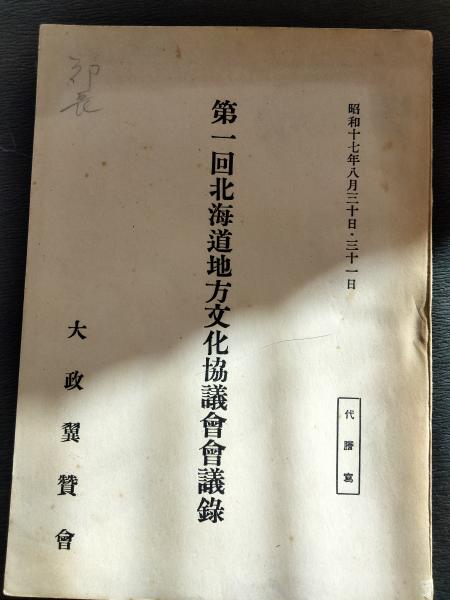 昭和十七年八月三十日・三十一日
代謄寫
第一回北海道地方文化協議會會議錄
大政翼贊會
部長